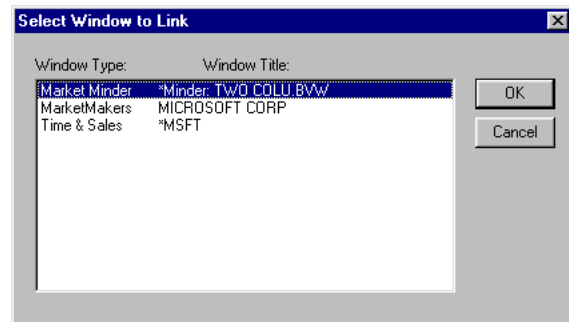 Select Window to Link
Window Type: Window Title:
Market Minder *Minder: TWO COLU.BVW
MarketMakers MICROSOFT CORP
Time & Sales *MSFT
OK
Cancel